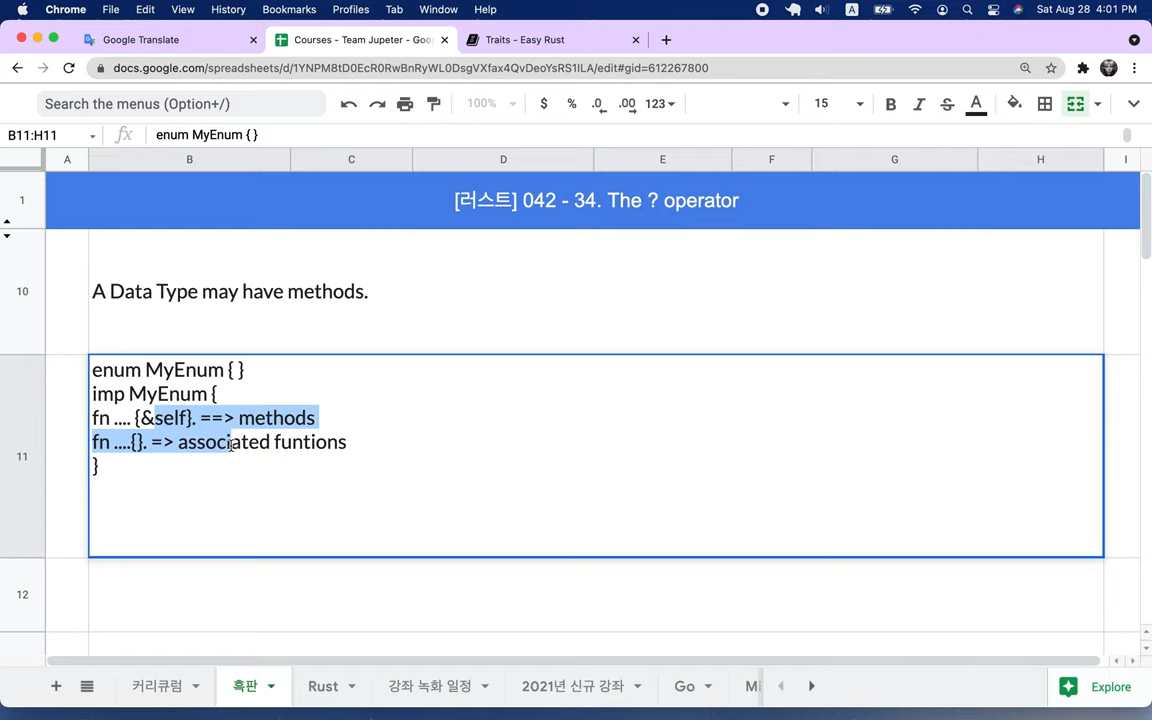 Chrome File Edit View History Bookmarks Profiles Tab Window Help A Sat Aug 28 4:01 PM
Google Translate Courses - Team Jupeter - Goo Traits - Easy Rust
docs.google.com/spreadsheets/d/1YNPM8tD0EcR0RwBnRyWL0DsgVXfax4QvDeoYsRS1ILA/edit#gid=612267800
Search the menus (Option+/) 100% $ % .0 .00 123 15 B I S A
B11:H11 fx enum MyEnum { }
A B C D E F G H I
1 [러스트] 042 - 34. The ? operator
10 A Data Type may have methods.
enum MyEnum { }
imp MyEnum {
fn .... {&self}. ==> methods
fn ....{}. => associated funtions
11
}
12
커리큘럼 흑판 Rust 강좌 녹화 일정 2021년 신규 강좌 Go Mi Explore